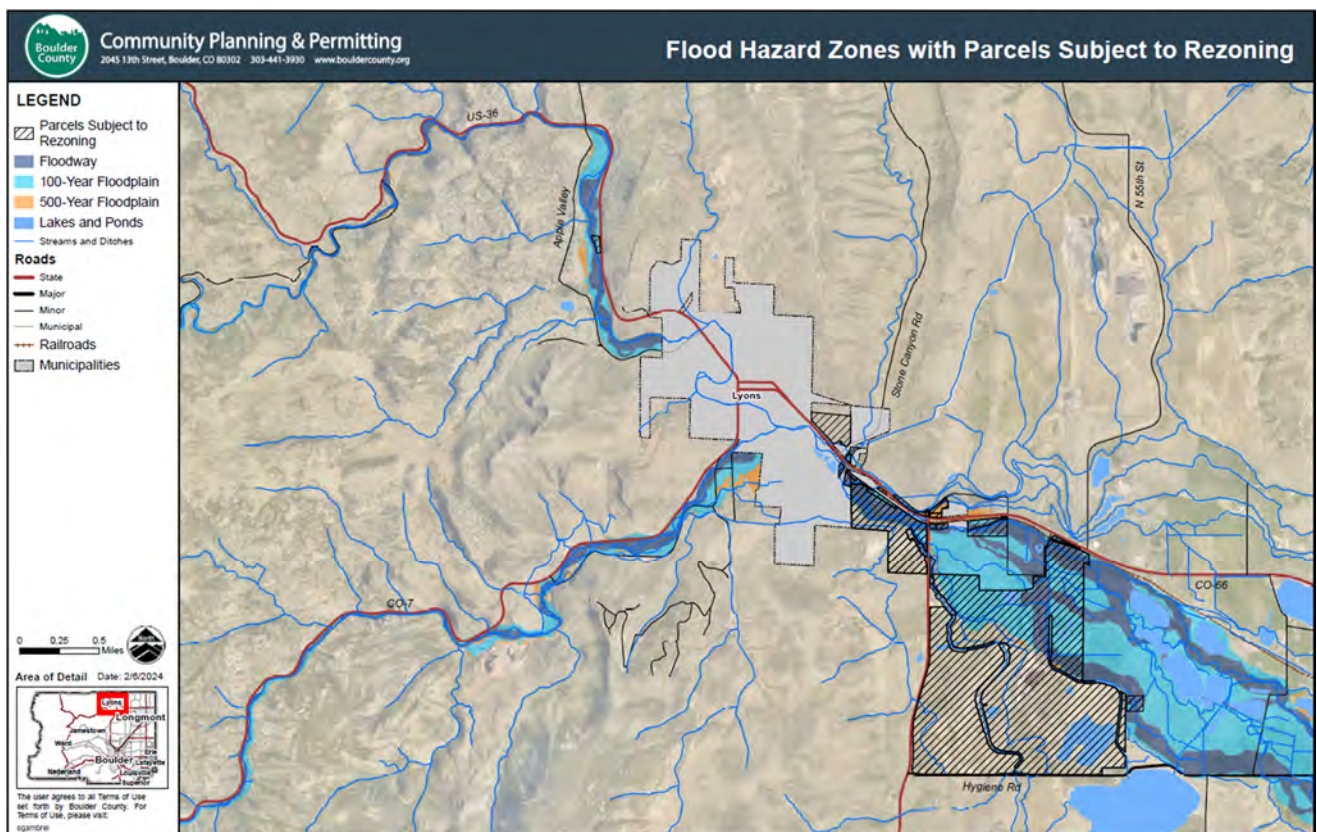 Boulder
County
Community Planning & Permitting
2045 13th Street, Boulder, CO 80302 303-441-3930 www.bouldercounty.org
Flood Hazard Zones with Parcels Subject to Rezoning
LEGEND
Parcels Subject to
Rezoning
Floodway
100-Year Floodplain
500-Year Floodplain
Lakes and Ponds
Streams and Ditches
Roads
State
Major
Minor
Municipal
Railroads
Municipalities
US-36
Apple Valley
N 55th St
Stone Canyon Rd
Lyons
CO-66
CO-7
Hygiene Rd
0 0.25 0.5
Miles
North
Area of Detail Date: 2/6/2024
Lyons
Longmont
Jamestown
Ward
Boulder
Erie
Lafayette
Nederland
Louisville
Superior
The user agrees to all Terms of Use
set forth by Boulder County. For
Terms of Use, please visit:
sgambrel